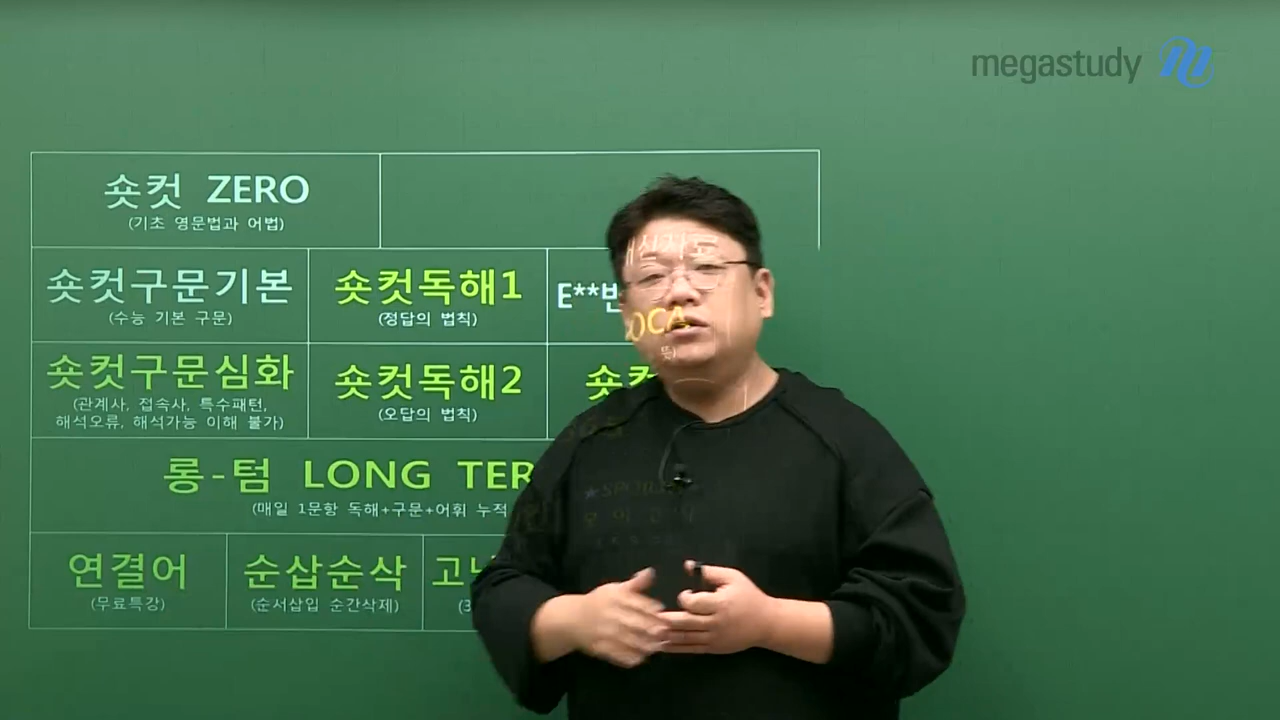 megastudy
숏컷 ZERO
(기초 영문법과 어법)
숏컷구문기본
(수능 기본 구문)
숏컷독해1
(정답의 법칙)
E**변
숏컷구문심화
(관계사, 접속사, 특수패턴,
해석오류, 해석가능 이해 불가)
숏컷독해2
(오답의 법칙)
롱-텀 LONG TER
(매일 1문항 독해+구문+어휘 누적
연결어
(무료특강)
순삽순삭
(순서삽입 순간삭제)